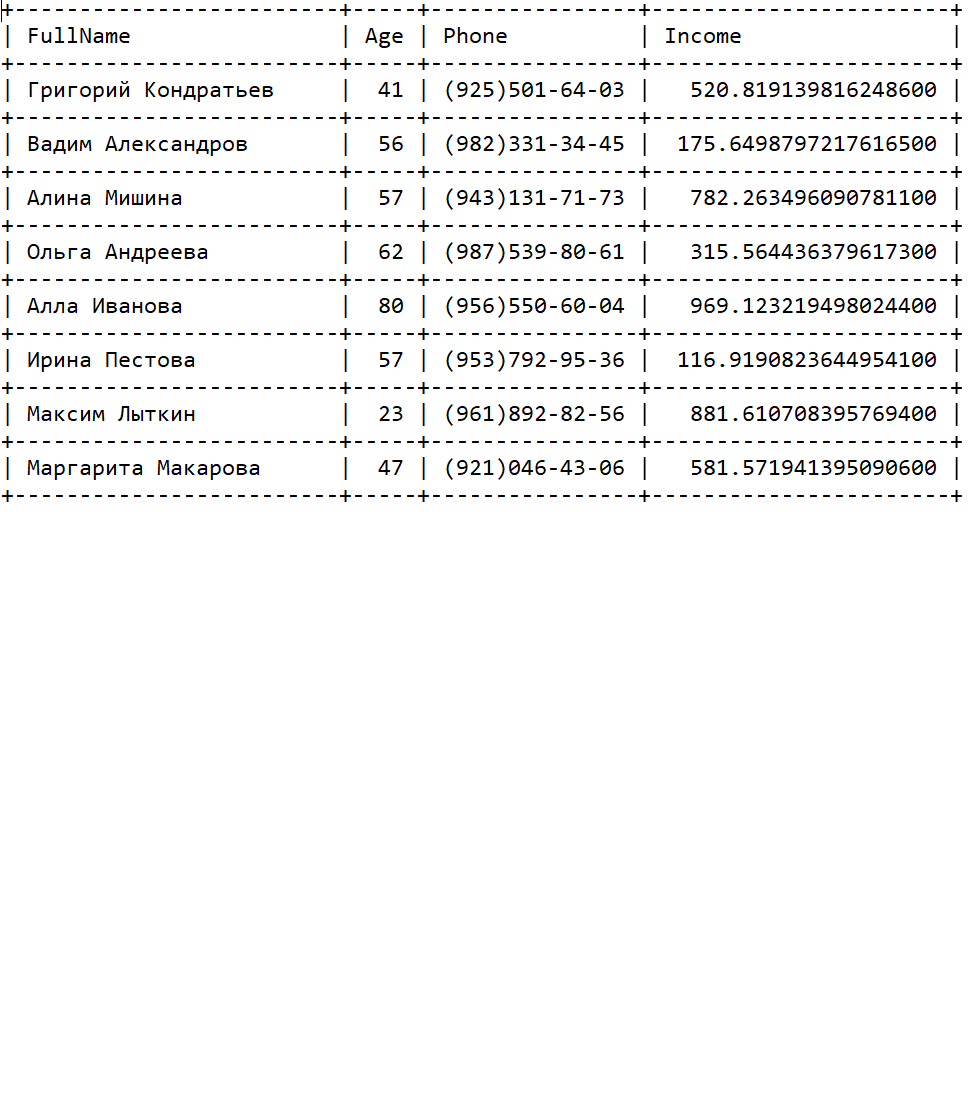 +-------------------------+-----+----------------+-----------------------+
| FullName | Age | Phone | Income |
+-------------------------+-----+----------------+-----------------------+
| Григорий Кондратьев | 41 | (925)501-64-03 | 520.819139816248600 |
+-------------------------+-----+----------------+-----------------------+
| Вадим Александров | 56 | (982)331-34-45 | 175.6498797217616500 |
+-------------------------+-----+----------------+-----------------------+
| Алина Мишина | 57 | (943)131-71-73 | 782.263496090781100 |
+-------------------------+-----+----------------+-----------------------+
| Ольга Андреева | 62 | (987)539-80-61 | 315.564436379617300 |
+-------------------------+-----+----------------+-----------------------+
| Алла Иванова | 80 | (956)550-60-04 | 969.123219498024400 |
+-------------------------+-----+----------------+-----------------------+
| Ирина Пестова | 57 | (953)792-95-36 | 116.9190823644954100 |
+-------------------------+-----+----------------+-----------------------+
| Максим Лыткин | 23 | (961)892-82-56 | 881.610708395769400 |
+-------------------------+-----+----------------+-----------------------+
| Маргарита Макарова | 47 | (921)046-43-06 | 581.571941395090600 |
+-------------------------+-----+----------------+-----------------------+